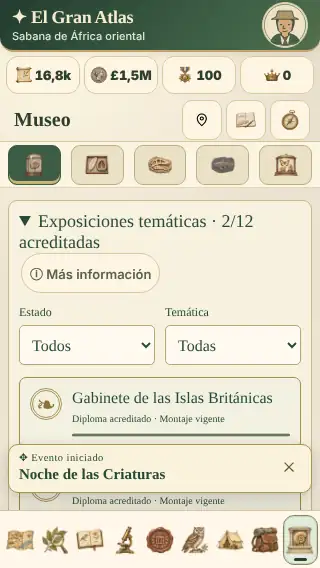 ✦ El Gran Atlas
Sabana de África oriental
16,8k
£1,5M
100
0
Museo
▼ Exposiciones temáticas · 2/12
acreditadas
ⓘ Más información
Estado
Temática
Todos
Todas
Gabinete de las Islas Británicas
Diploma acreditado · Montaje vigente
✥ Evento iniciado
Noche de las Criaturas
×
Diploma acreditado · Montaje vigente